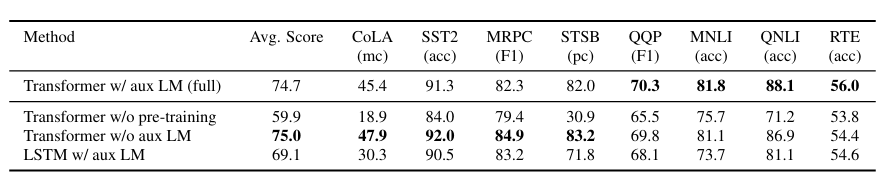 Method Avg. Score CoLA SST2 MRPC STSB QQP MNLI QNLI RTE
(mc) (acc) (F1) (pc) (F1) (acc) (acc) (acc)
Transformer w/ aux LM (full) 74.7 45.4 91.3 82.3 82.0 70.3 81.8 88.1 56.0
Transformer w/o pre-training 59.9 18.9 84.0 79.4 30.9 65.5 75.7 71.2 53.8
Transformer w/o aux LM 75.0 47.9 92.0 84.9 83.2 69.8 81.1 86.9 54.4
LSTM w/ aux LM 69.1 30.3 90.5 83.2 71.8 68.1 73.7 81.1 54.6